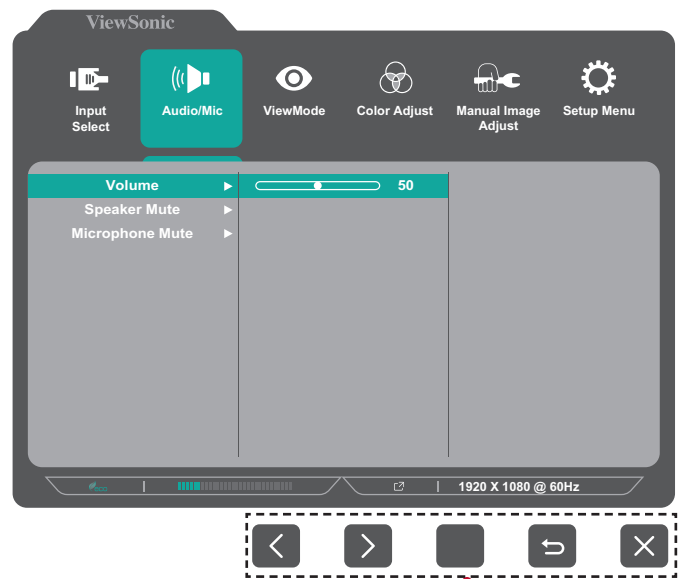 ViewSonic
Input
Select
Audio/Mic
ViewMode
Color Adjust
Manual Image
Adjust
Setup Menu
Volume
50
Speaker Mute
Microphone Mute
eco
1920 X 1080 @ 60Hz